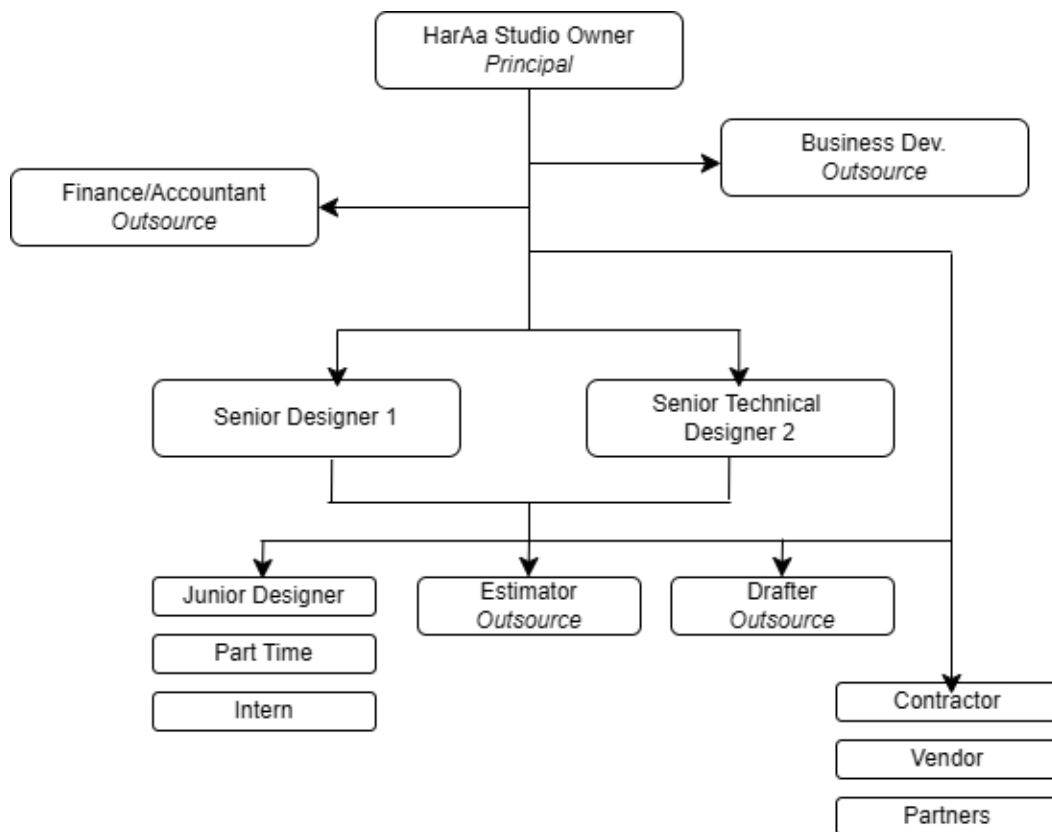 HarAa Studio Owner
Principal
Business Dev.
Outsource
Finance/Accountant
Outsource
Senior Designer 1
Senior Technical
Designer 2
Junior Designer
Estimator
Outsource
Drafter
Outsource
Part Time
Intern
Contractor
Vendor
Partners